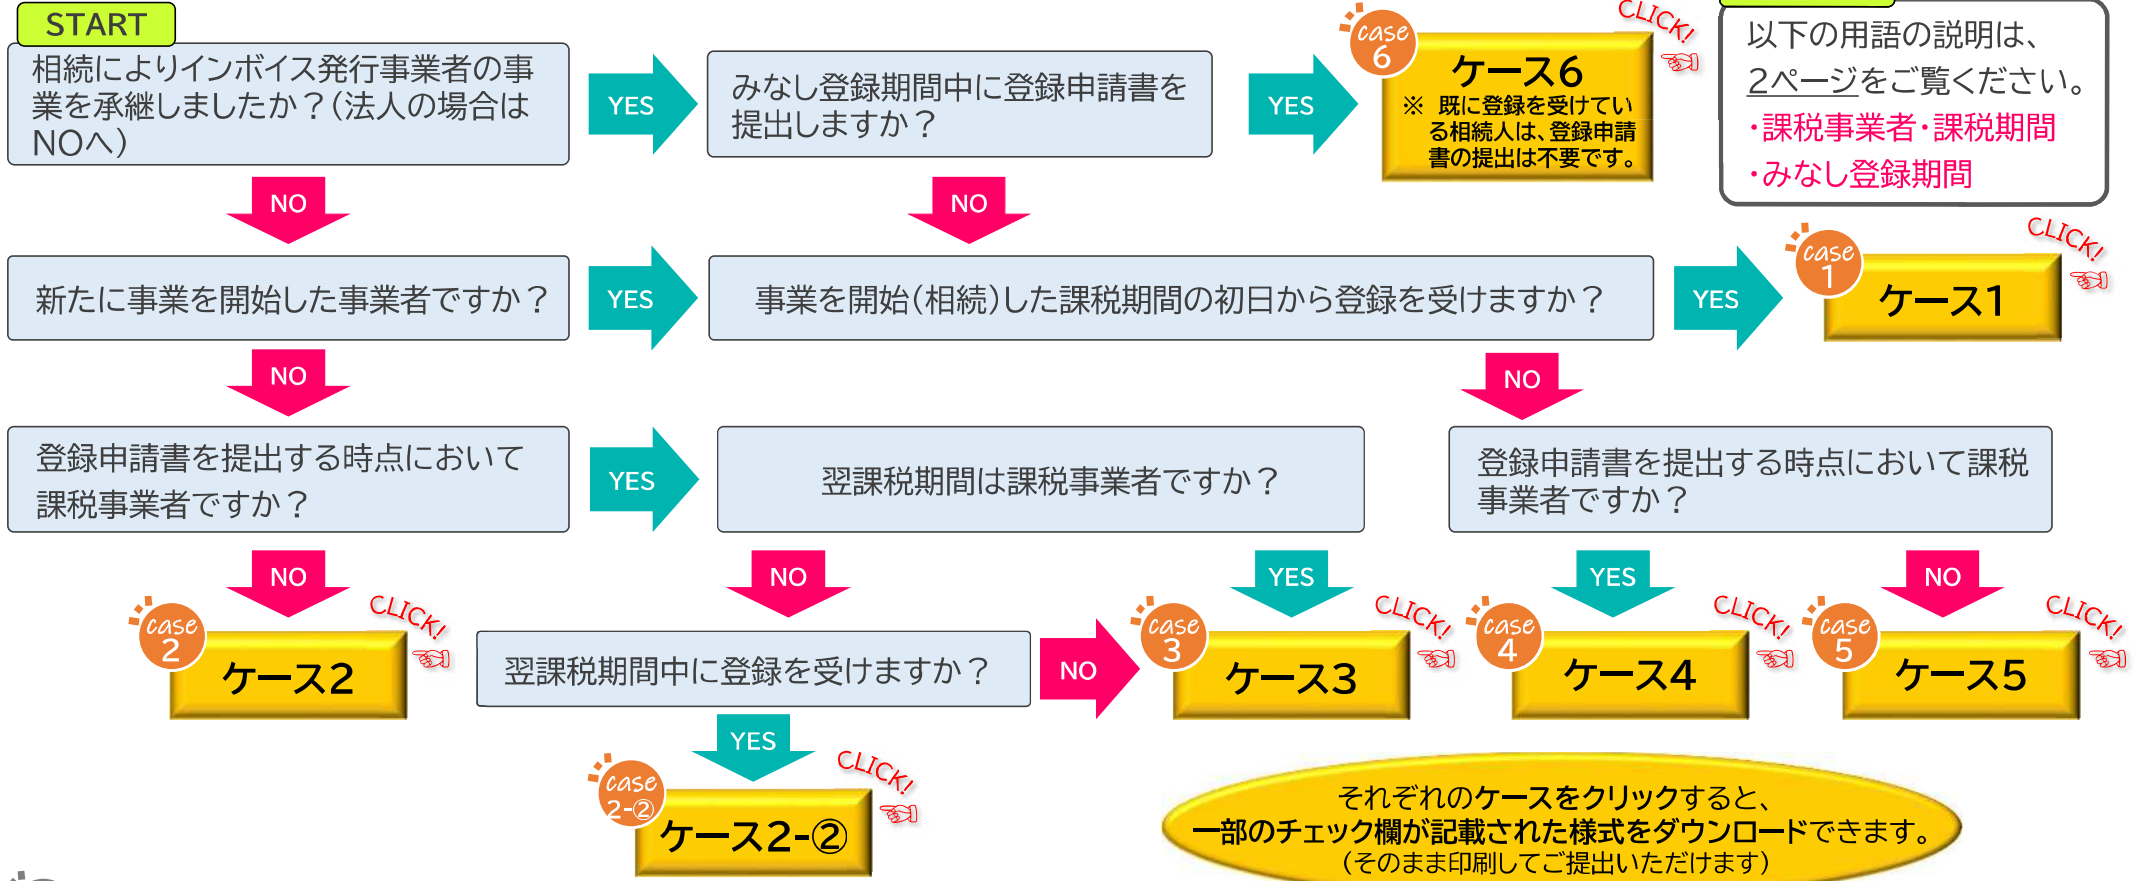 START
相続によりインボイス発行事業者の事
業を承継しましたか？(法人の場合は
NOへ)
YES
みなし登録期間中に登録申請書を
提出しますか？
YES
case
6
ケース6
※ 既に登録を受けてい
る相続人は、登録申請
書の提出は不要です。
CLICK!
以下の用語の説明は、
2ページをご覧ください。
・課税事業者・課税期間
・みなし登録期間
NO
NO
新たに事業を開始した事業者ですか？
YES
事業を開始(相続)した課税期間の初日から登録を受けますか？
YES
case
1
ケース1
CLICK!
NO
NO
登録申請書を提出する時点において
課税事業者ですか？
YES
翌課税期間は課税事業者ですか？
登録申請書を提出する時点において課税
事業者ですか？
NO
NO
YES
YES
NO
case
2
ケース2
CLICK!
翌課税期間中に登録を受けますか？
NO
case
3
ケース3
CLICK!
case
4
ケース4
CLICK!
case
5
ケース5
CLICK!
YES
case
2-②
ケース2-②
CLICK!
それぞれのケースをクリックすると、
一部のチェック欄が記載された様式をダウンロードできます。
(そのまま印刷してご提出いただけます)